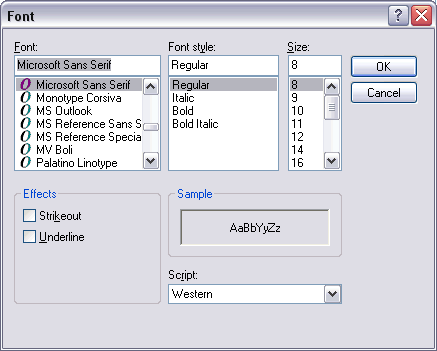 Font
Font: Font style: Size:
Microsoft Sans Serif Regular 8 OK
Microsoft Sans Serif Regular 8 Cancel
Monotype Corsiva Italic 9
MS Outlook Bold 10
MS Reference Sans S Bold Italic 11
MS Reference Specia 12
MV Boli 14
Palatino Linotype 16
Effects Sample
Strikeout AaBbYyZz
Underline
Script:
Western